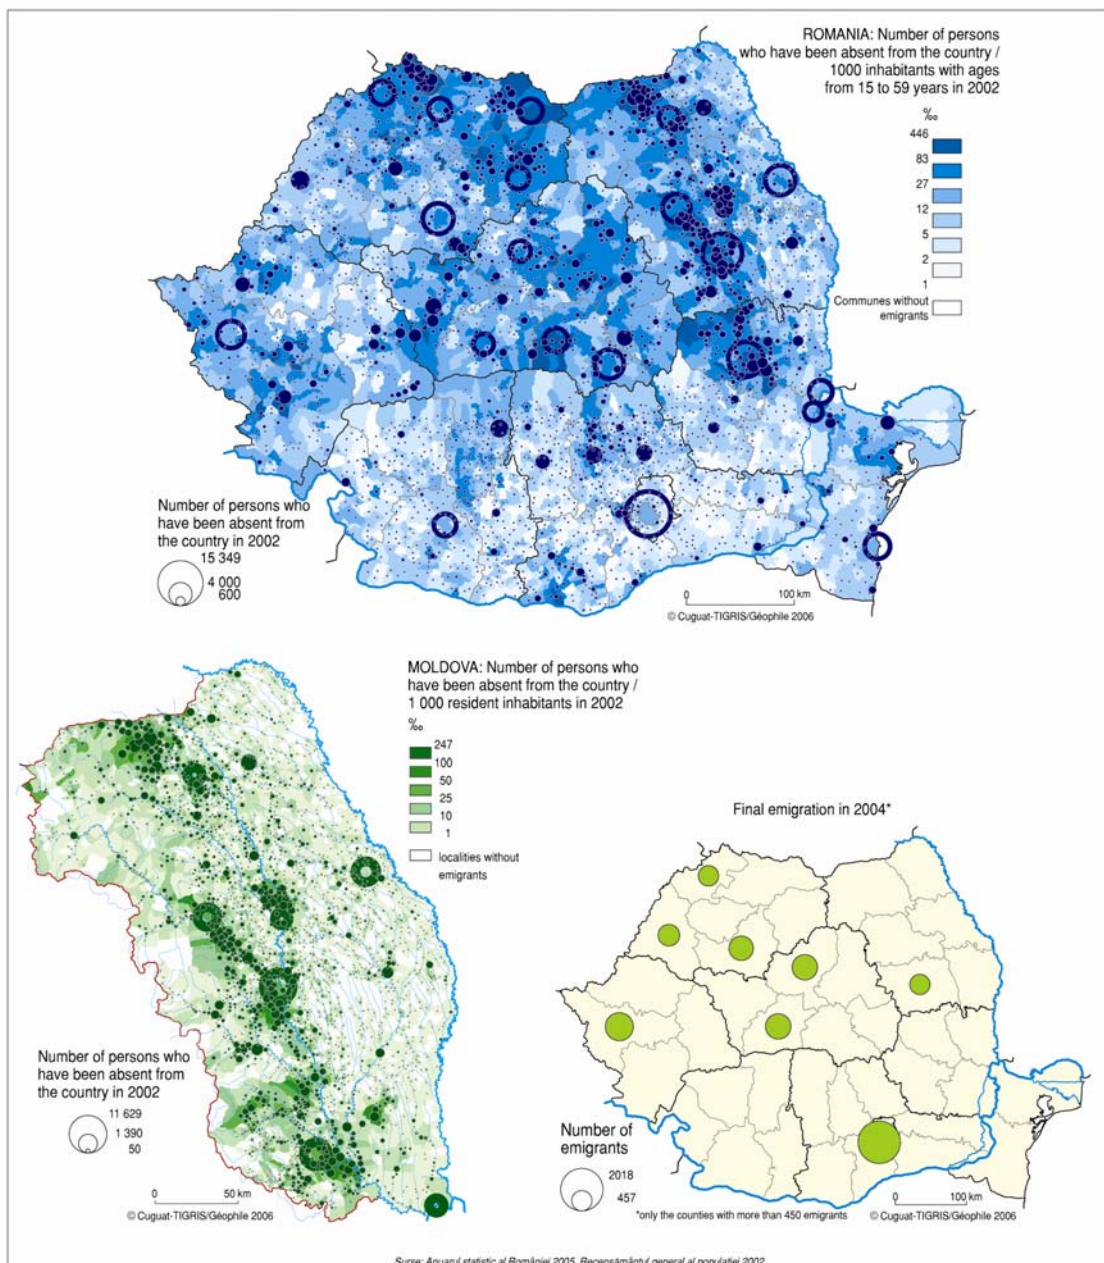 ROMANIA: Number of persons
who have been absent from the country /
1000 inhabitants with ages
from 15 to 59 years in 2002
‰
446
83
27
12
5
2
1
Communes without
emigrants
Number of persons who
have been absent from
the country in 2002
15 349
4 000
600
0
100 km
© Cuguat-TIGRIS/Géophile 2006
MOLDOVA: Number of persons who
have been absent from the country /
1 000 resident inhabitants in 2002
‰
247
100
50
25
10
1
localities without
emigrants
Number of persons who
have been absent from
the country in 2002
11 629
1 390
50
0
50 km
© Cuguat-TIGRIS/Géophile 2006
Final emigration in 2004*
Number of
emigrants
2018
457
0
100 km
*only the counties with more than 450 emigrants
© Cuguat-TIGRIS/Géophile 2006
Surse: Anuarul statistic al României 2005, Recensământul general al populației 2002